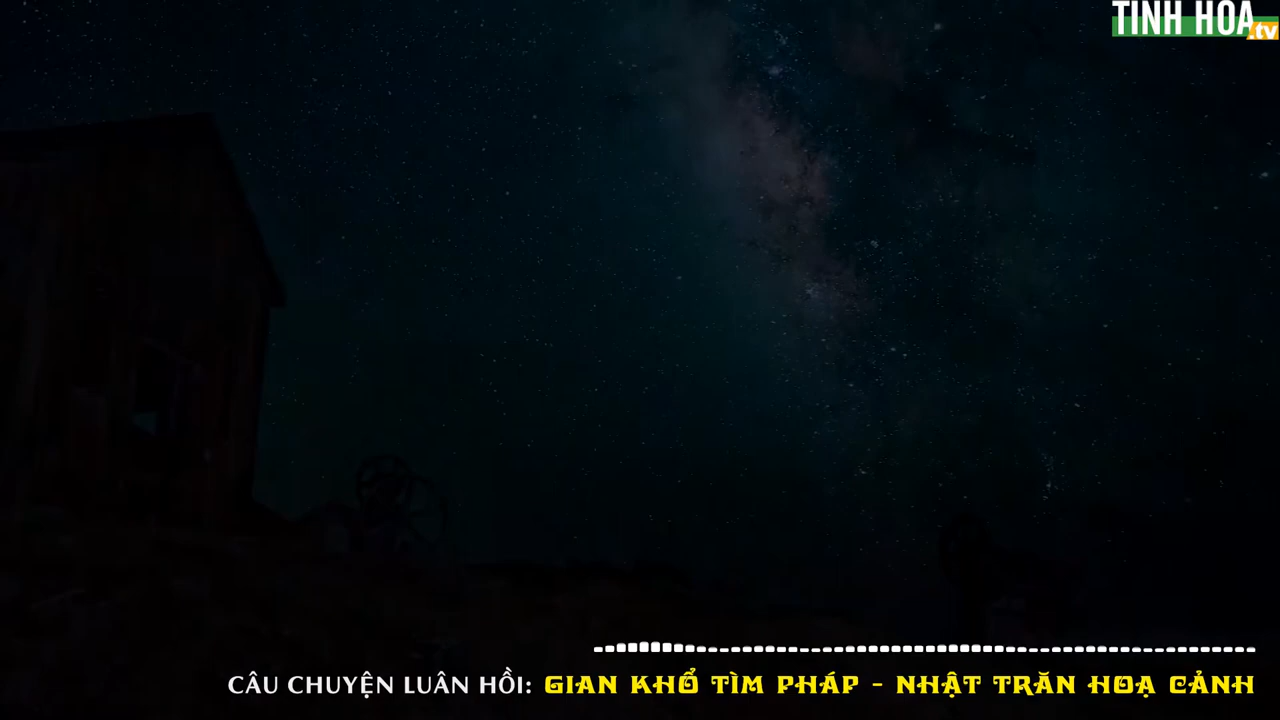 TINH HOA
.tv
CÂU CHUYỆN LUÂN HỒI: GIAN KHỔ TÌM PHÁP - NHẬT TRĂN HOẠ CẢNH